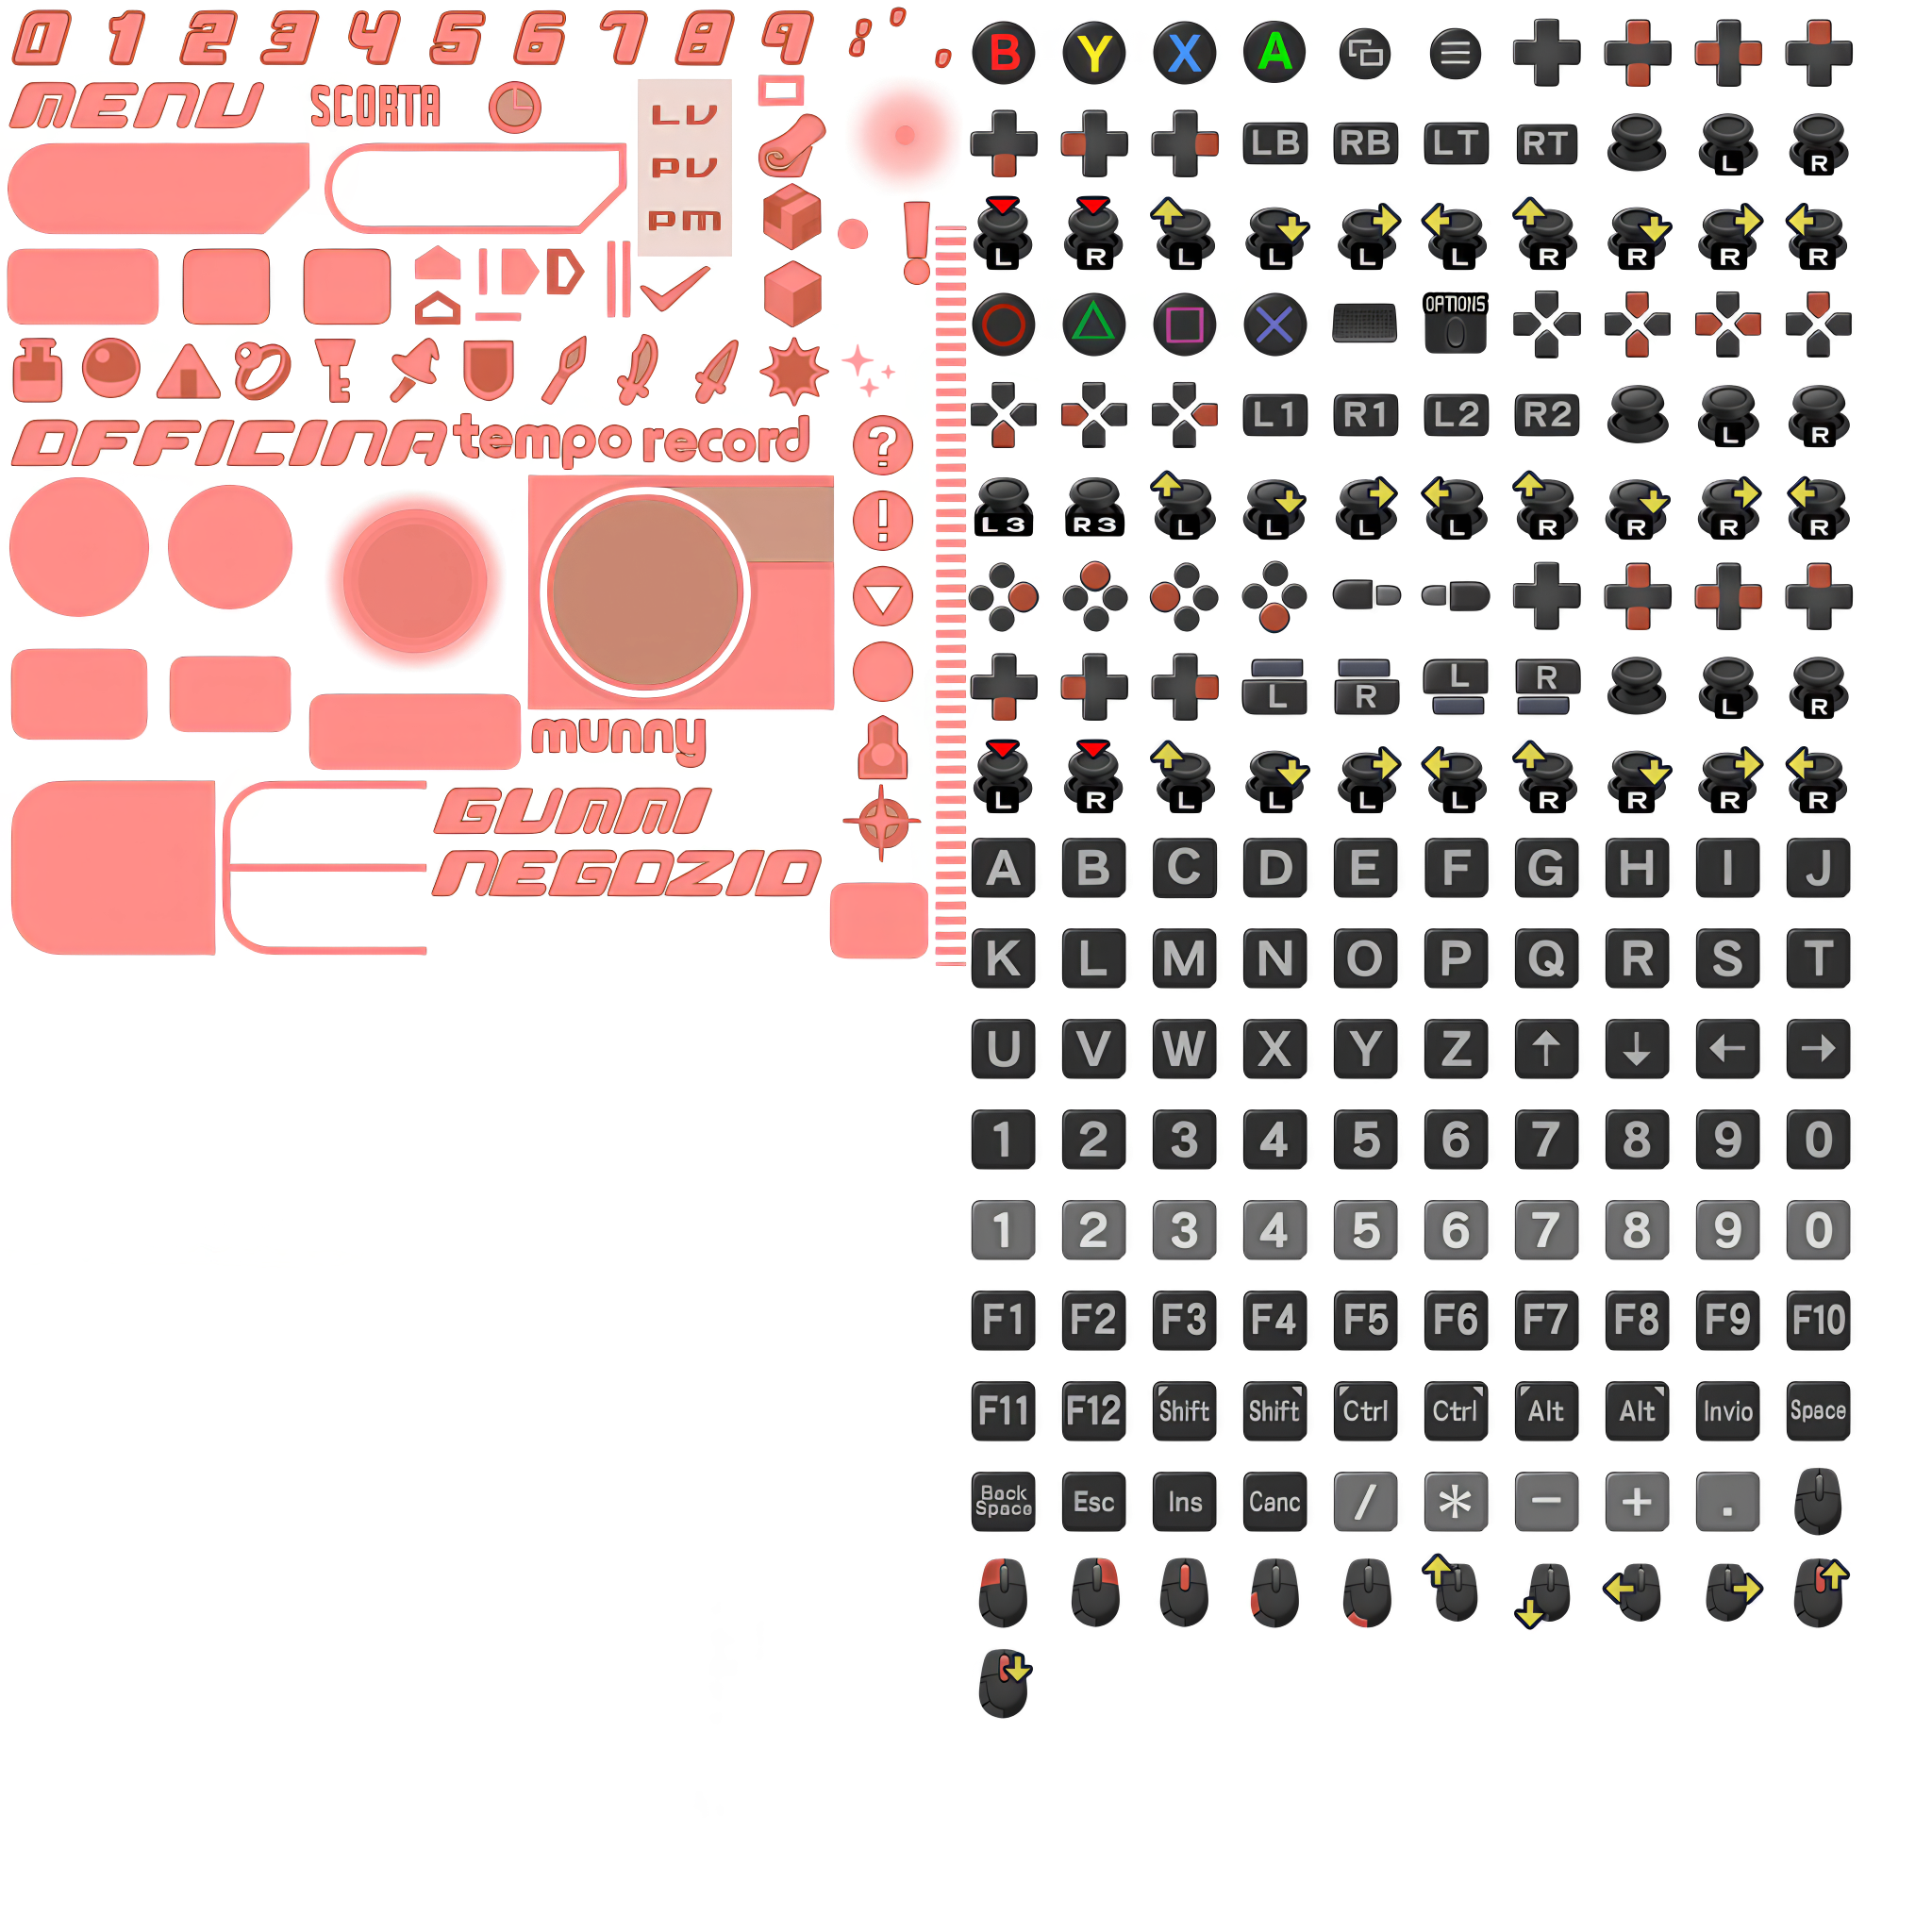 0 1 2 3 4 5 6 7 8 9 : ' ,
MENU
SCORTA
LV
PV
PM
!
OFFICINA
tempo
record
?
!
munny
GUMMI
NEGOZIO
B Y X A
LB RB LT RT L R
L R L L L L R R R R
OPTIONS
L1 R1 L2 R2 L R
L3 R3 L L L L R R R R
L R L R L R
L R L L L L R R R R
A B C D E F G H I J
K L M N O P Q R S T
U V W X Y Z ↑ ↓ ← →
1 2 3 4 5 6 7 8 9 0
1 2 3 4 5 6 7 8 9 0
F1 F2 F3 F4 F5 F6 F7 F8 F9 F10
F11 F12 Shift Shift Ctrl Ctrl Alt Alt Invio Space
Back Space Esc Ins Canc / * - + .